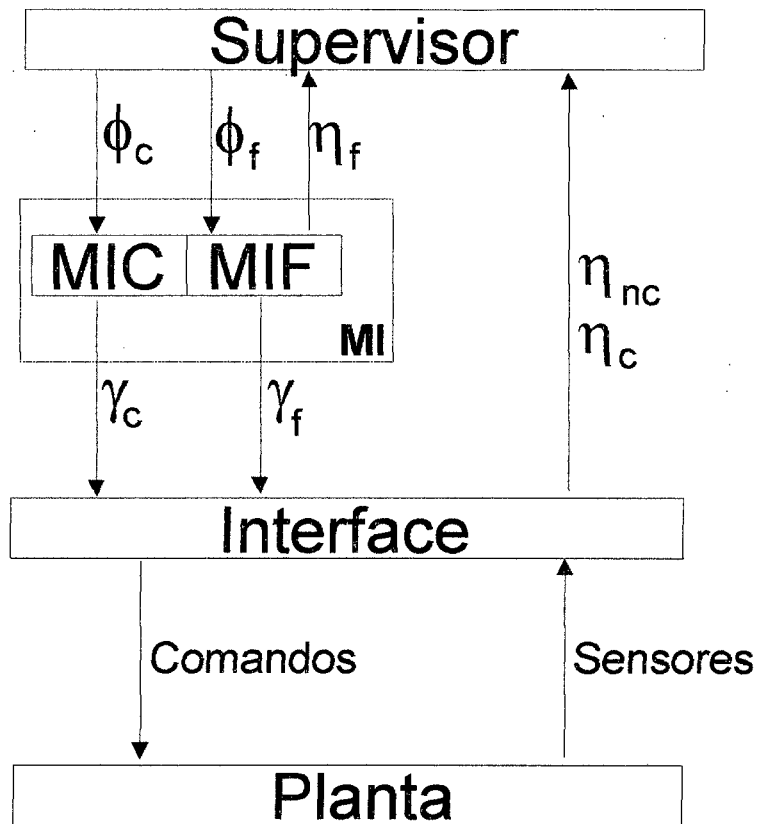 Supervisor
ϕc ϕf ηf
MIC MIF
MI
ηnc
ηc
γc γf
Interface
Comandos Sensores
Planta